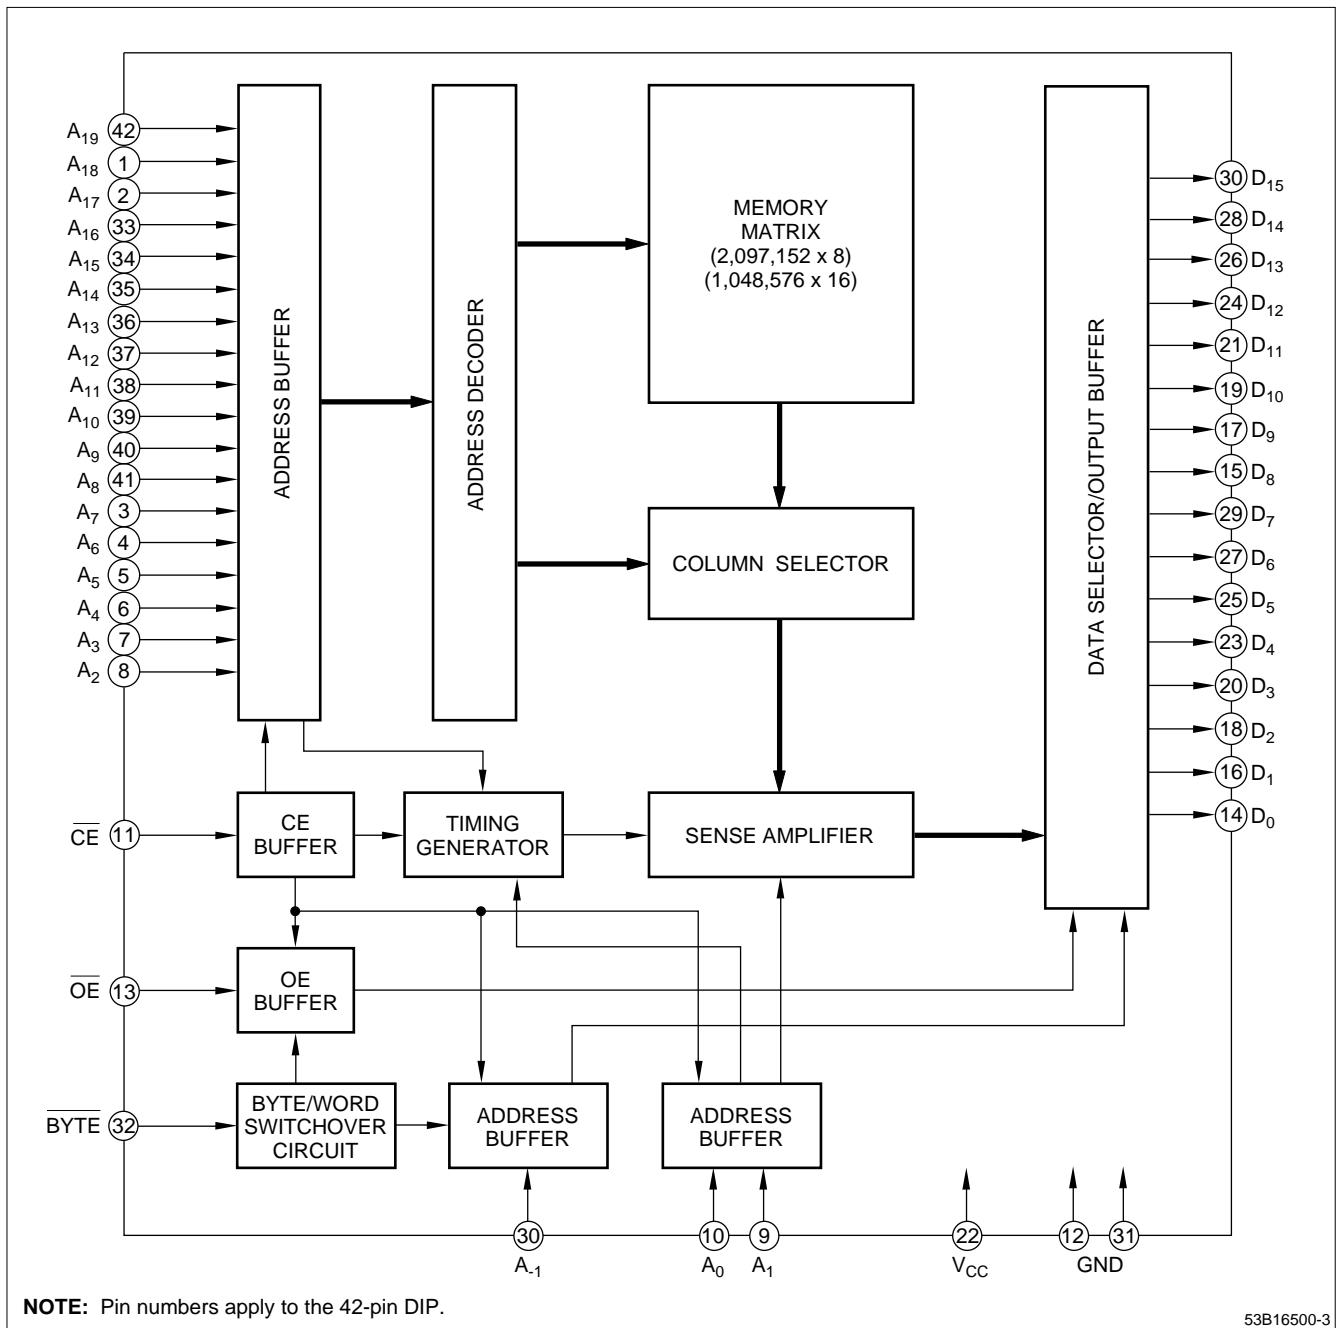 A19 42
A18 1
A17 2
A16 33
A15 34
A14 35
A13 36
A12 37
A11 38
A10 39
A9 40
A8 41
A7 3
A6 4
A5 5
A4 6
A3 7
A2 8
CE 11
OE 13
BYTE 32
ADDRESS BUFFER
ADDRESS DECODER
MEMORY
MATRIX
(2,097,152 x 8)
(1,048,576 x 16)
COLUMN SELECTOR
CE
BUFFER
TIMING
GENERATOR
SENSE AMPLIFIER
OE
BUFFER
BYTE/WORD
SWITCHOVER
CIRCUIT
ADDRESS
BUFFER
ADDRESS
BUFFER
DATA SELECTOR/OUTPUT BUFFER
30 D15
28 D14
26 D13
24 D12
21 D11
19 D10
17 D9
15 D8
29 D7
27 D6
25 D5
23 D4
20 D3
18 D2
16 D1
14 D0
30
A-1
10
A0
9
A1
22
VCC
12 31
GND
NOTE: Pin numbers apply to the 42-pin DIP.
53B16500-3